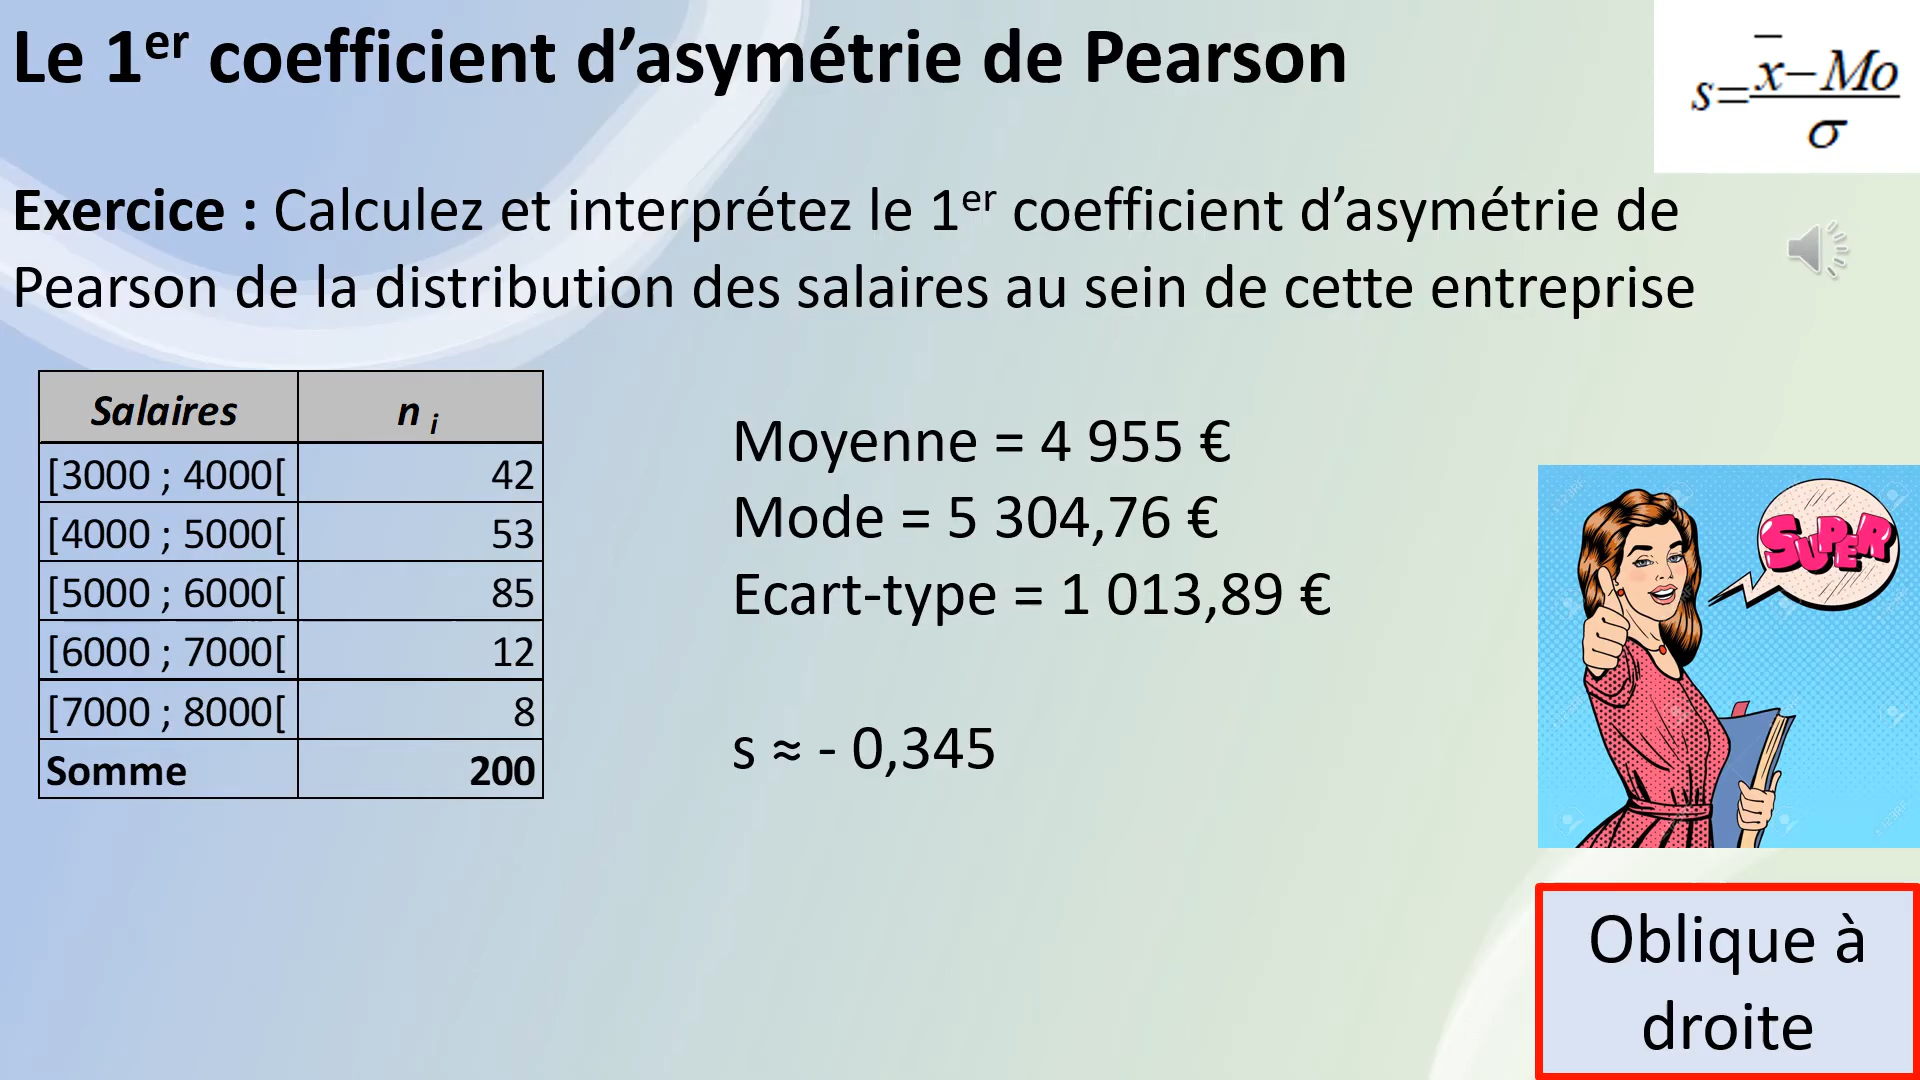 Le 1er coefficient d’asymétrie de Pearson
s = x̄ − Mo / σ
Exercice : Calculez et interprétez le 1er coefficient d’asymétrie de
Pearson de la distribution des salaires au sein de cette entreprise
Salaires n i
[3000 ; 4000[ 42
[4000 ; 5000[ 53
[5000 ; 6000[ 85
[6000 ; 7000[ 12
[7000 ; 8000[ 8
Somme 200
Moyenne = 4 955 €
Mode = 5 304,76 €
Ecart-type = 1 013,89 €
s ≈ - 0,345
SUPER
Oblique à
droite